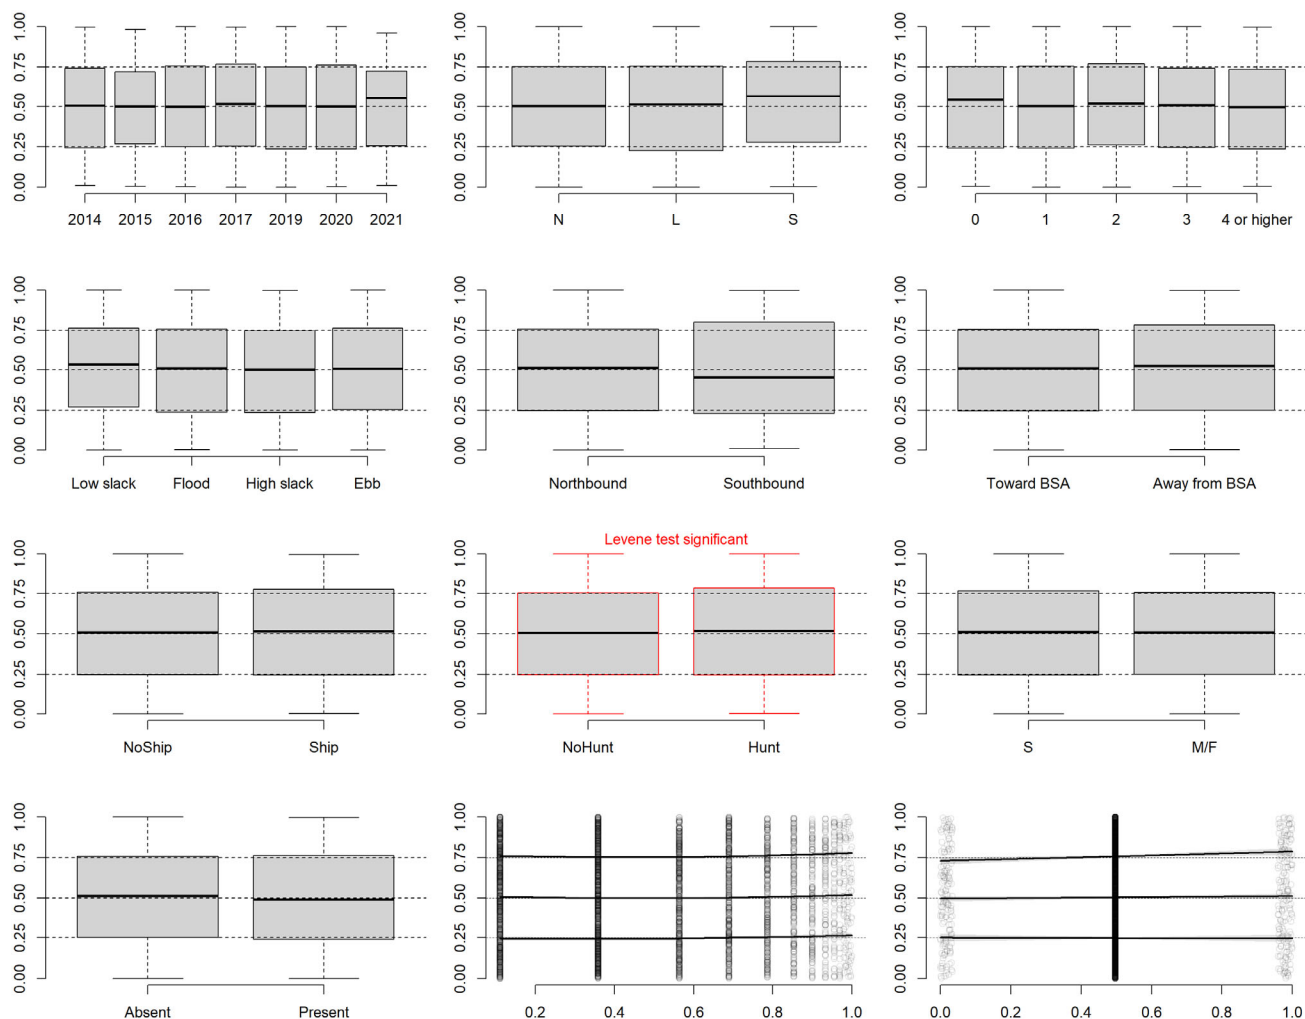 0.00 0.25 0.50 0.75 1.00
2014 2015 2016 2017 2019 2020 2021
0.00 0.25 0.50 0.75 1.00
N L S
0.00 0.25 0.50 0.75 1.00
0 1 2 3 4 or higher
0.00 0.25 0.50 0.75 1.00
Low slack Flood High slack Ebb
0.00 0.25 0.50 0.75 1.00
Northbound Southbound
0.00 0.25 0.50 0.75 1.00
Toward BSA Away from BSA
0.00 0.25 0.50 0.75 1.00
NoShip Ship
Levene test significant
0.00 0.25 0.50 0.75 1.00
NoHunt Hunt
0.00 0.25 0.50 0.75 1.00
S M/F
0.00 0.25 0.50 0.75 1.00
Absent Present
0.00 0.25 0.50 0.75 1.00
0.2 0.4 0.6 0.8 1.0
0.00 0.25 0.50 0.75 1.00
0.0 0.2 0.4 0.6 0.8 1.0